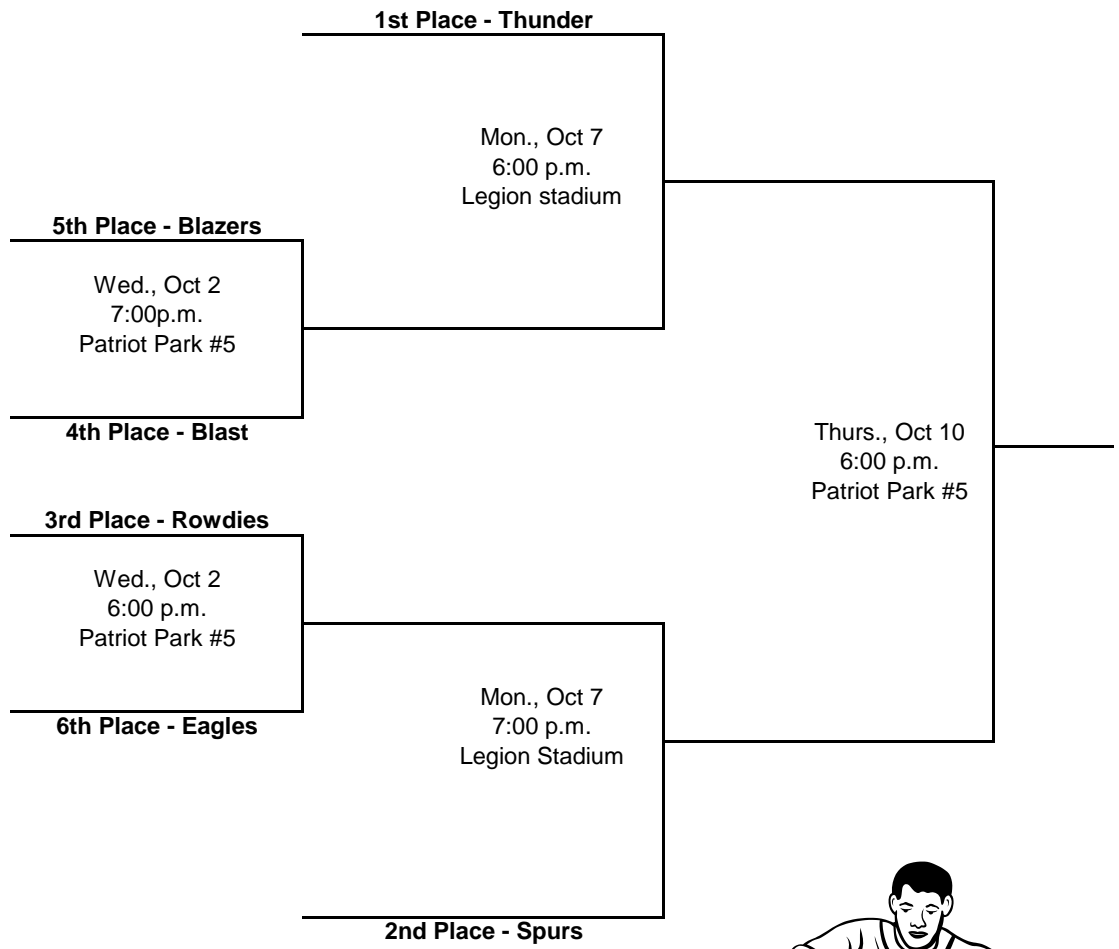 1st Place - Thunder
Mon., Oct 7
6:00 p.m.
Legion stadium
5th Place - Blazers
Wed., Oct 2
7:00p.m.
Patriot Park #5
4th Place - Blast
Thurs., Oct 10
6:00 p.m.
Patriot Park #5
3rd Place - Rowdies
Wed., Oct 2
6:00 p.m.
Patriot Park #5
6th Place - Eagles
Mon., Oct 7
7:00 p.m.
Legion Stadium
2nd Place - Spurs